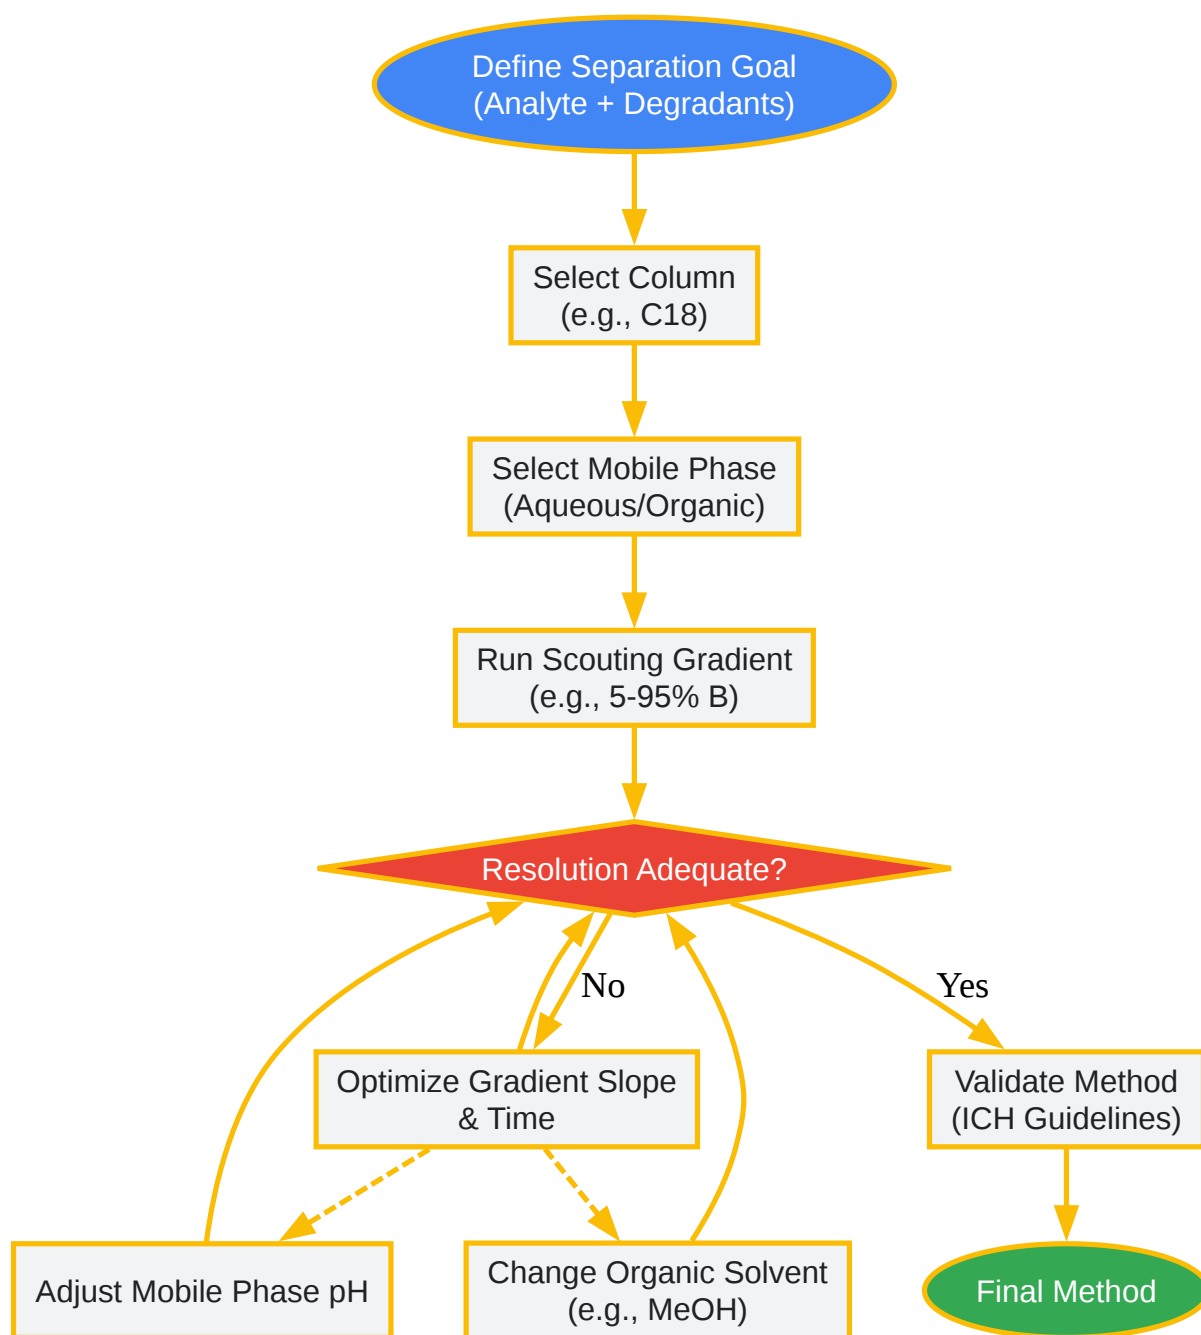 Define Separation Goal
(Analyte + Degradants)
Select Column
(e.g., C18)
Select Mobile Phase
(Aqueous/Organic)
Run Scouting Gradient
(e.g., 5-95% B)
Resolution Adequate?
No
Yes
Optimize Gradient Slope
& Time
Validate Method
(ICH Guidelines)
Adjust Mobile Phase pH
Change Organic Solvent
(e.g., MeOH)
Final Method